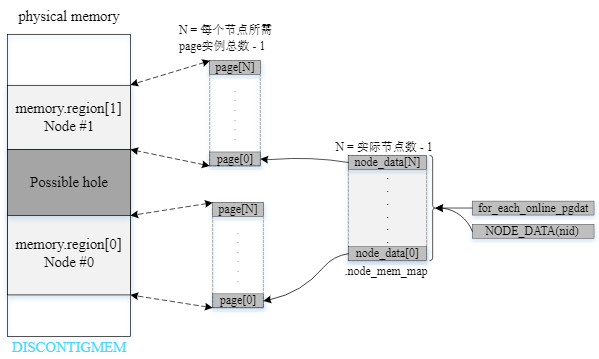 physical memory
N = 每个节点所需
page实例总数 - 1
page[N]
memory.region[1]
Node #1
page[0]
N = 实际节点数 - 1
node_data[N]
Possible hole
page[N]
for_each_online_pgdat
NODE_DATA(nid)
memory.region[0]
Node #0
node_data[0]
.node_mem_map
page[0]
DISCONTIGMEM